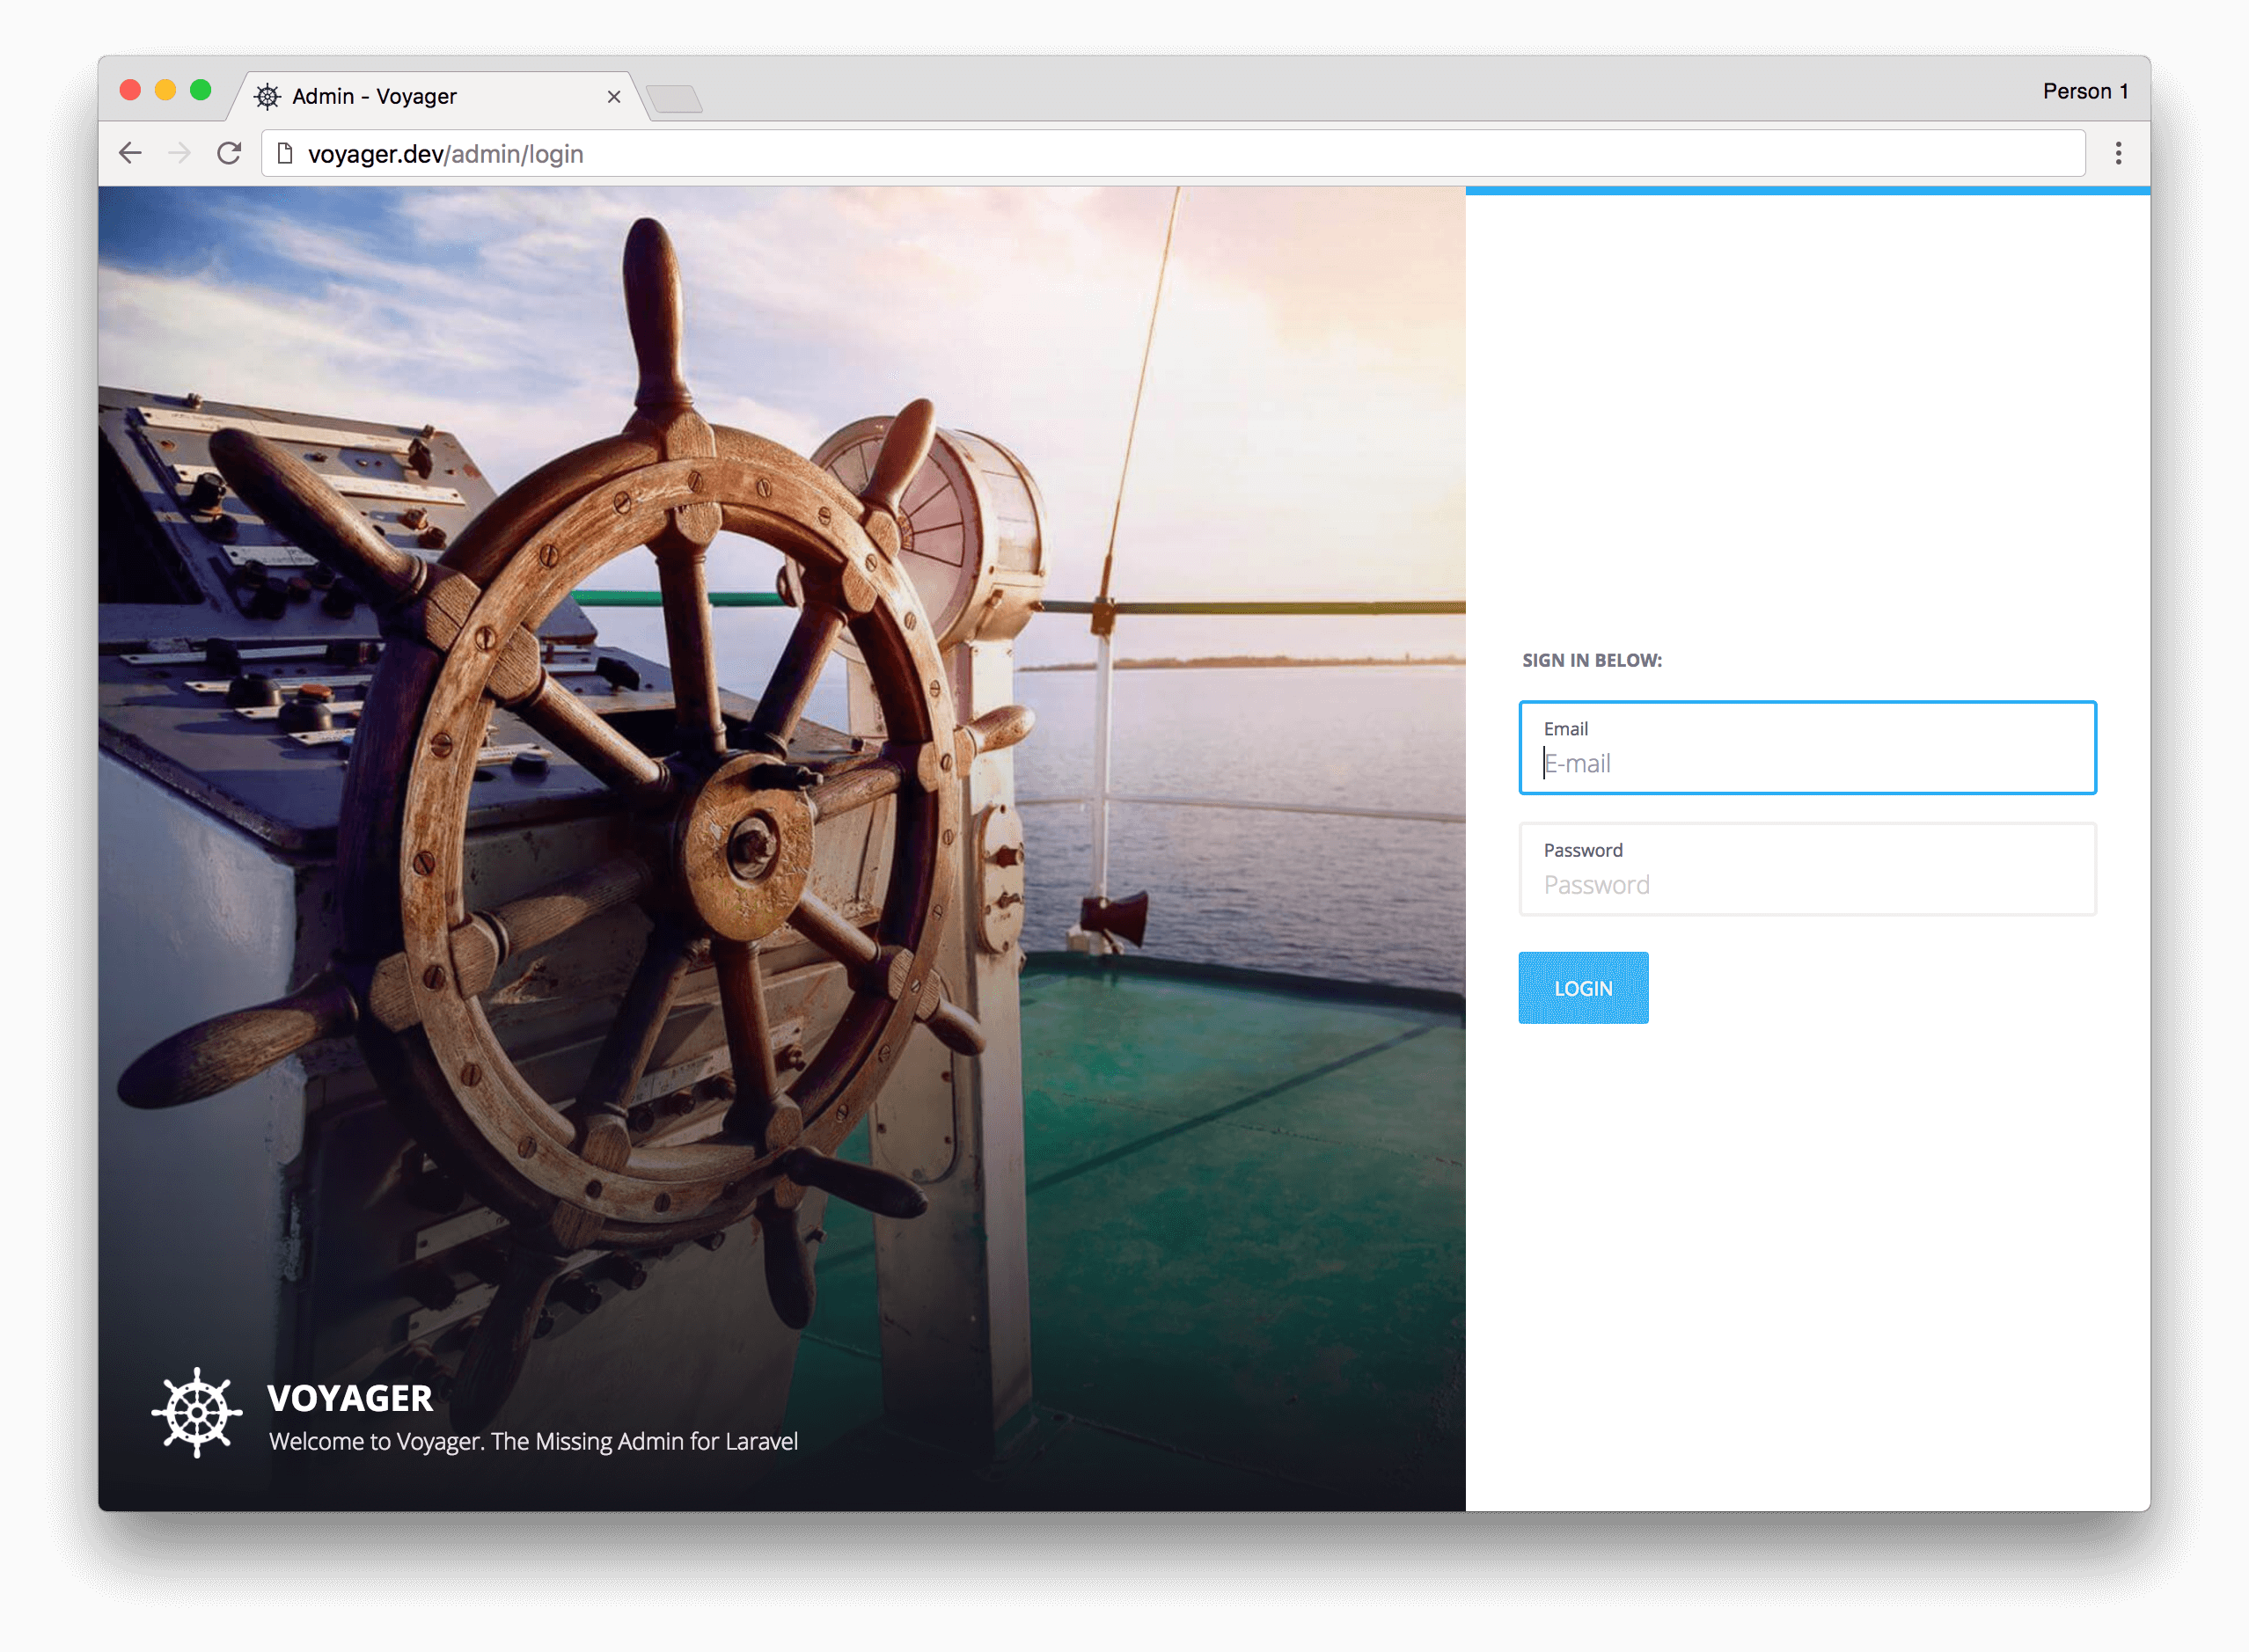 Admin - Voyager
Person 1
voyager.dev/admin/login
SIGN IN BELOW:
Email
E-mail
Password
Password
LOGIN
VOYAGER
Welcome to Voyager. The Missing Admin for Laravel